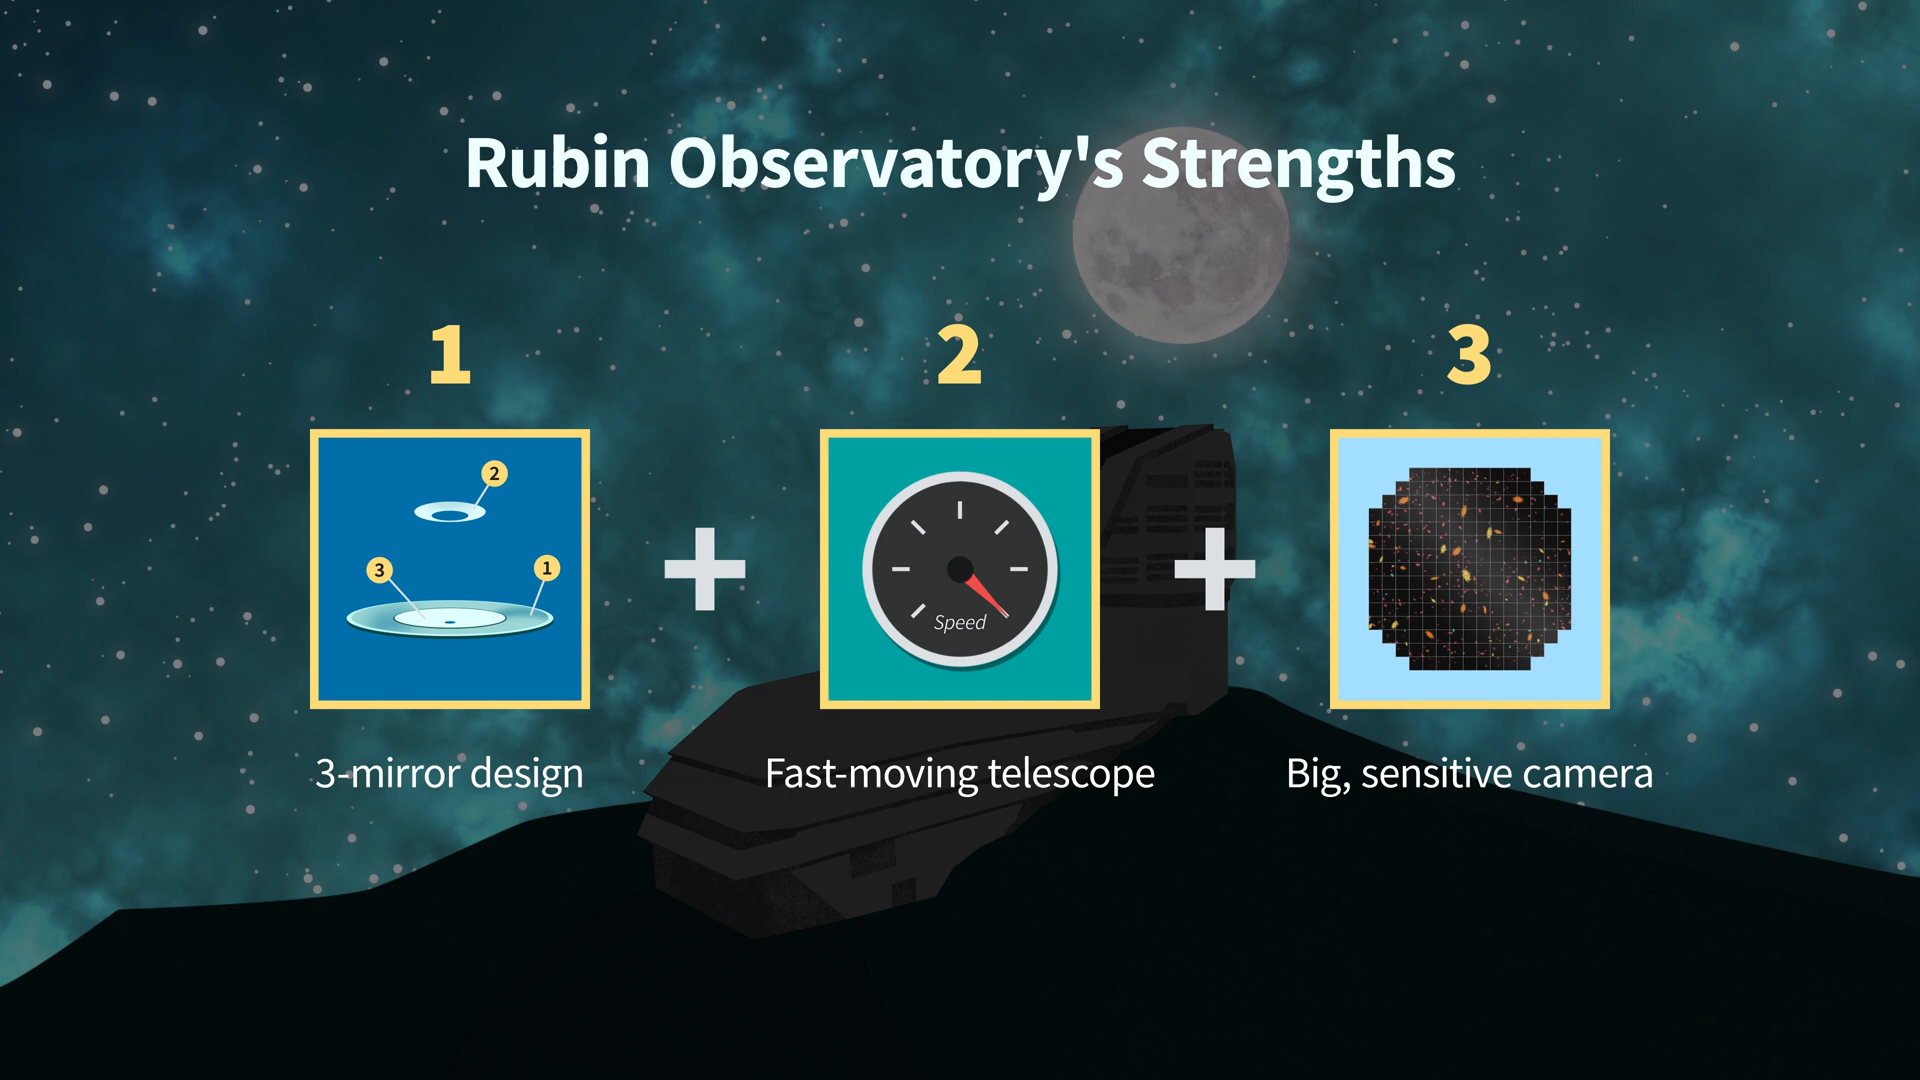 Rubin Observatory's Strengths
1
2
3
2
3
1
Speed
3-mirror design
Fast-moving telescope
Big, sensitive camera